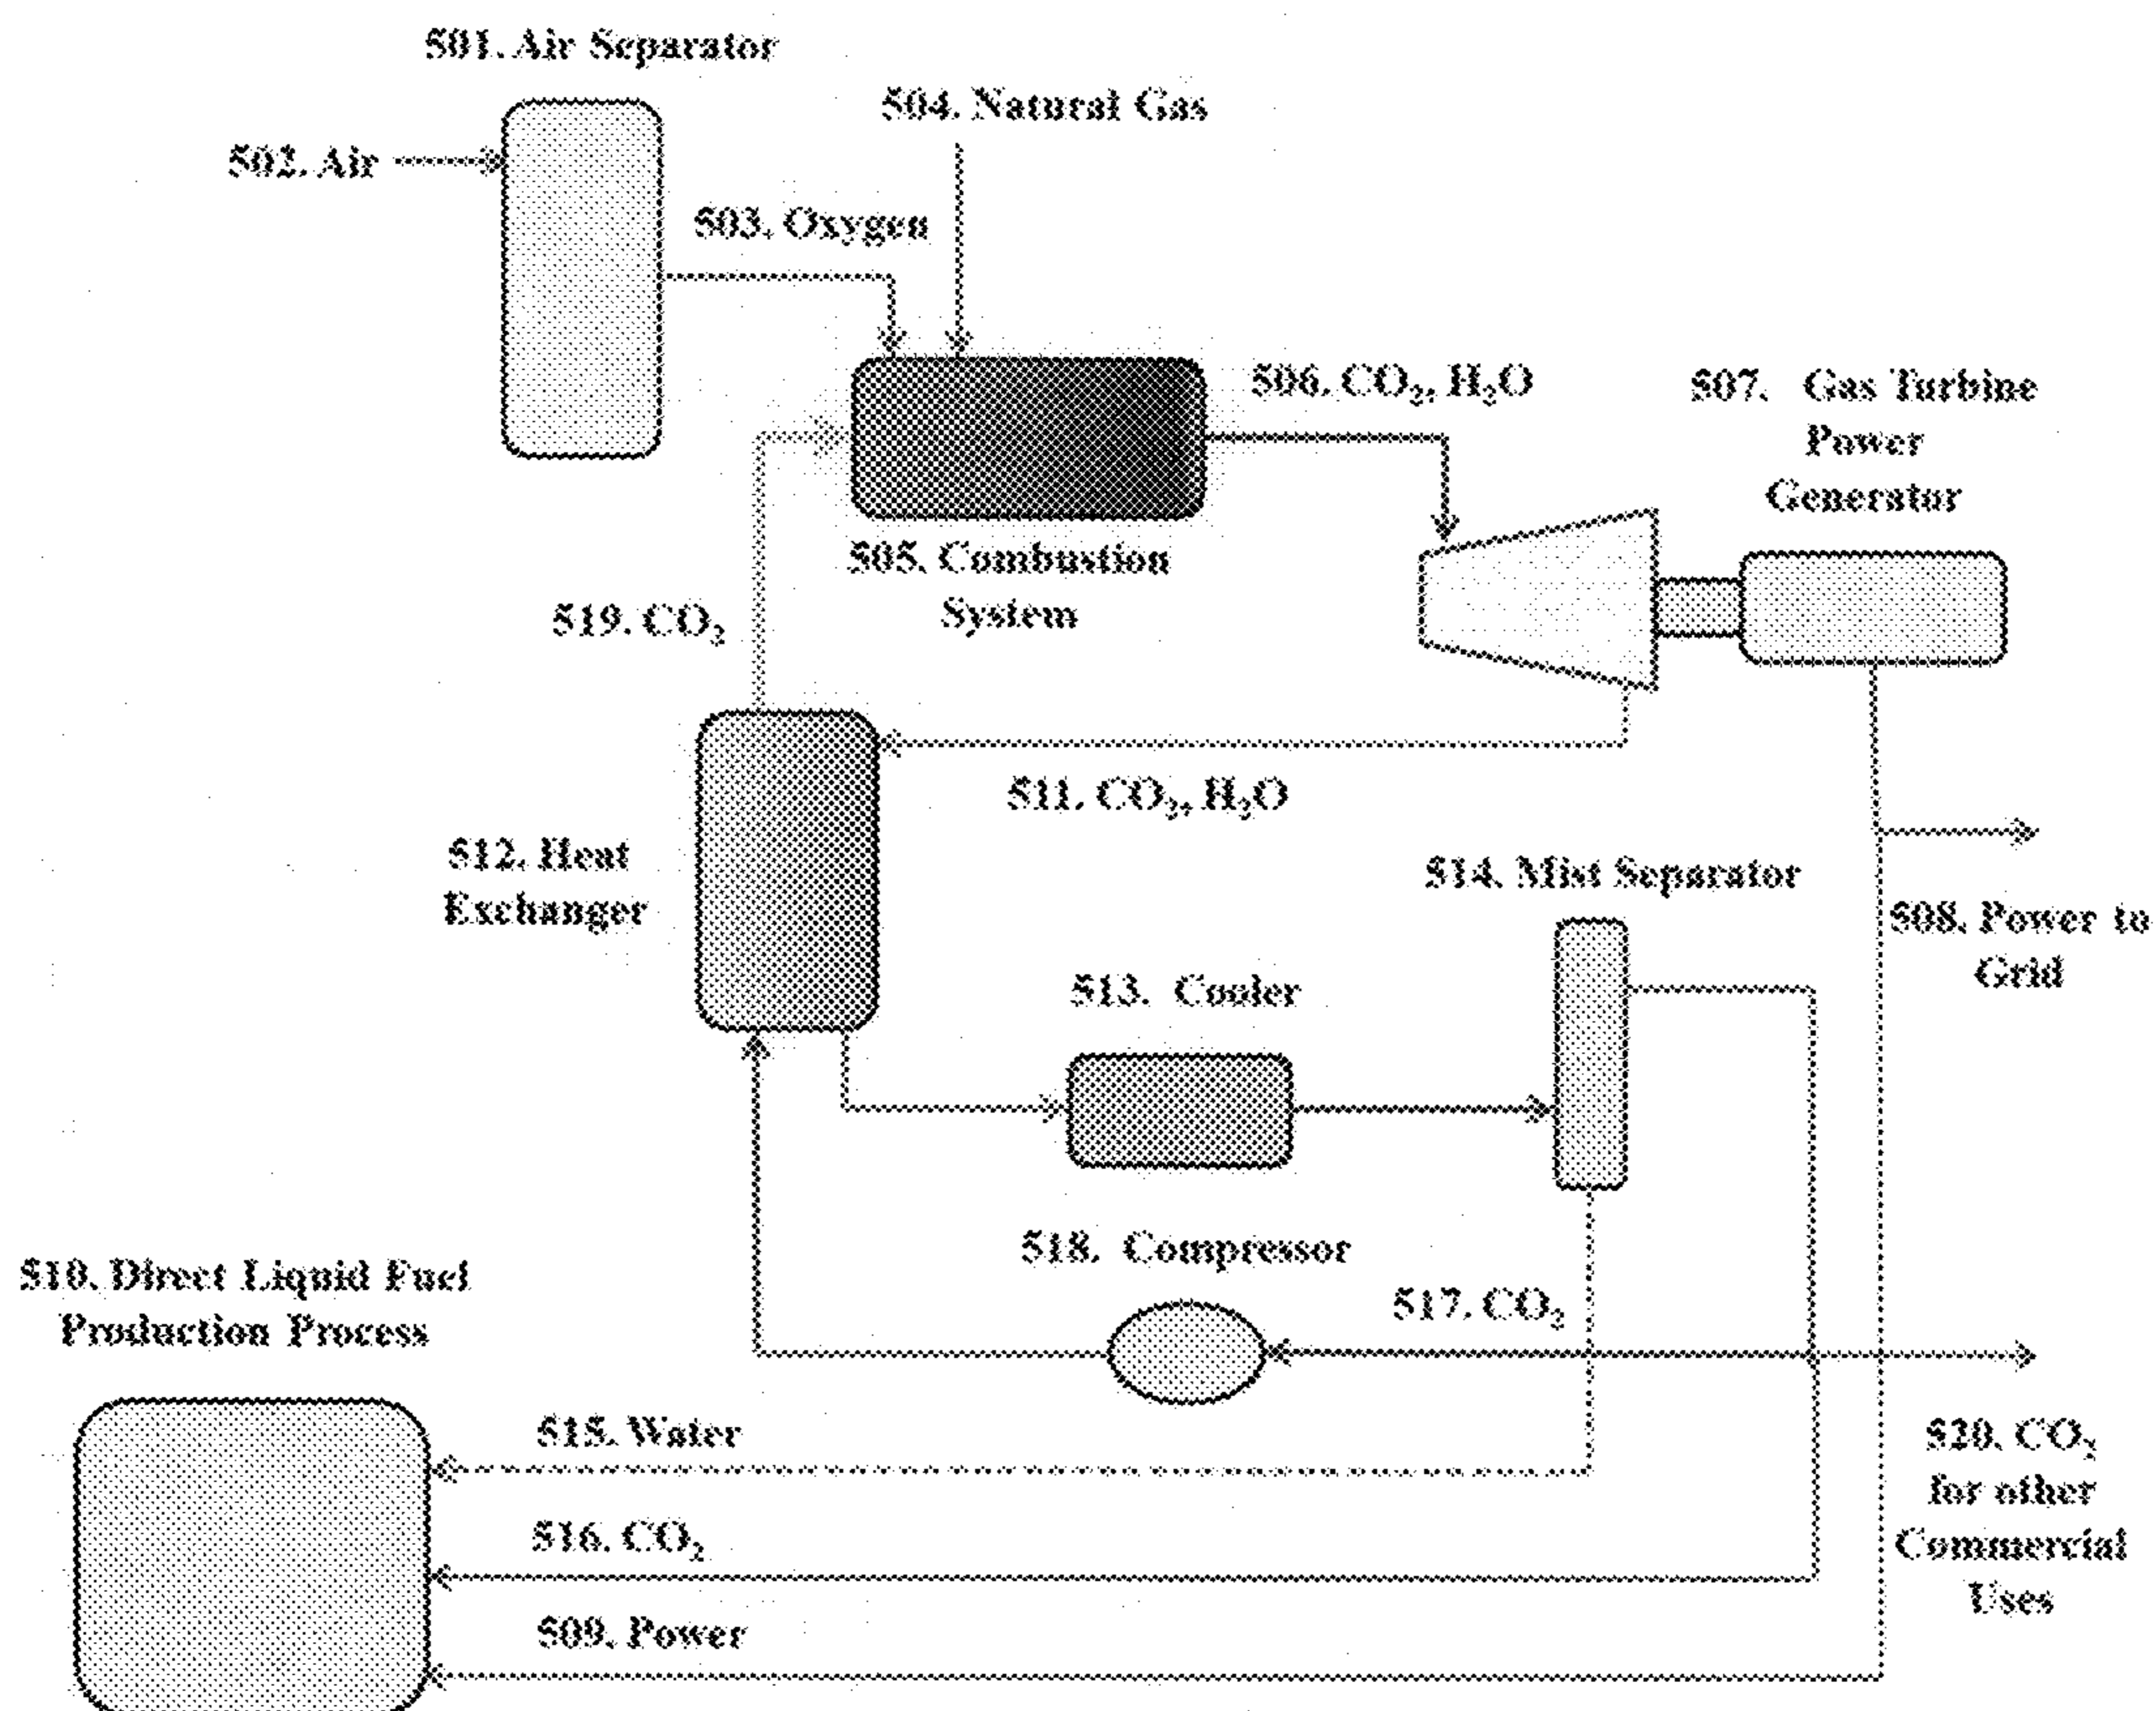 501. Air Separator
504. Natural Gas
502. Air
503. Oxygen
506. CO₂, H₂O
507. Gas Turbine
Power
Generator
505. Combustion
System
519. CO₂
511. CO₂, H₂O
512. Heat
Exchanger
514. Mist Separator
508. Power to
Grid
513. Cooler
518. Compressor
510. Direct Liquid Fuel
Production Process
517. CO₂
515. Water
520. CO₂
for other
Commercial
Uses
516. CO₂
509. Power